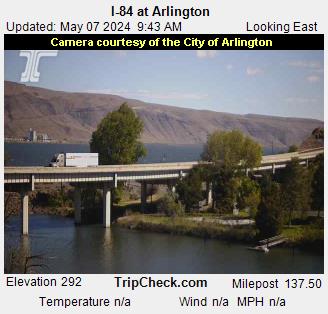 I-84 at Arlington
Updated: May 07 2024 9:43 AM Looking East
Camera courtesy of the City of Arlington
Elevation 292 TripCheck.com Milepost 137.50
Temperature n/a Wind n/a MPH n/a